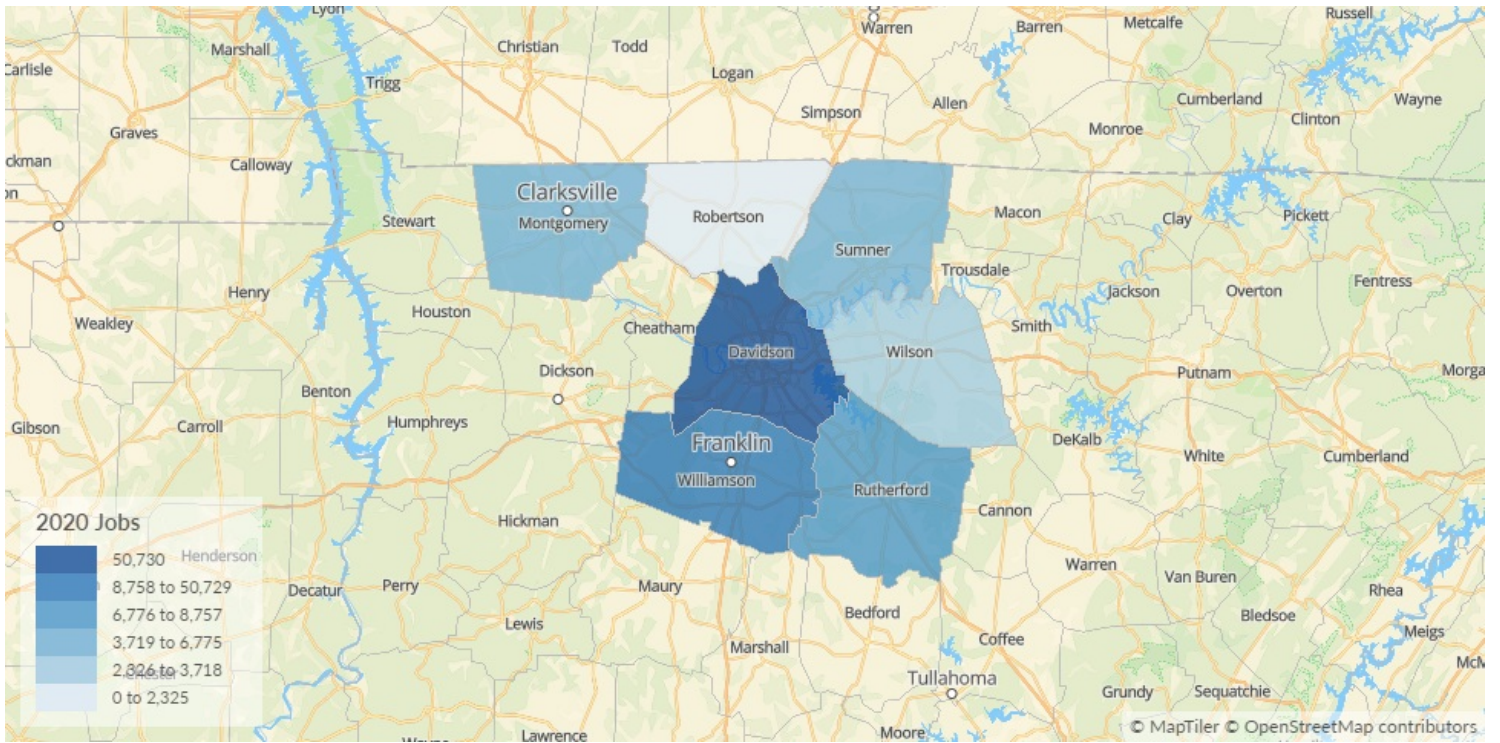 Lyon
Russell
Warren
Barren
Metcalfe
Marshall
Christian
Todd
Carlisle
Logan
Trigg
Cumberland
Wayne
Simpson
Allen
Clinton
Graves
Monroe
ckman
Calloway
on
Clarksville
Montgomery
Robertson
Stewart
Macon
Clay
Pickett
Sumner
Trousdale
Henry
Jackson
Overton
Fentress
Houston
Weakley
Cheatham
Smith
Davidson
Wilson
Dickson
Putnam
Morga
Benton
Gibson
Carroll
Humphreys
Franklin
DeKalb
White
Cumberland
Williamson
Rutherford
Cannon
Hickman
2020 Jobs
50,730
Henderson
8,758 to 50,729
6,776 to 8,757
3,719 to 6,775
2,326 to 3,718
Chester
0 to 2,325
Decatur
Perry
Maury
Warren
Van Buren
Rhea
Bedford
Bledsoe
Lewis
Coffee
Meigs
Marshall
McM
Tullahoma
Grundy
Sequatchie
Moore
Lawrence
Wayne
© MapTiler © OpenStreetMap contributors